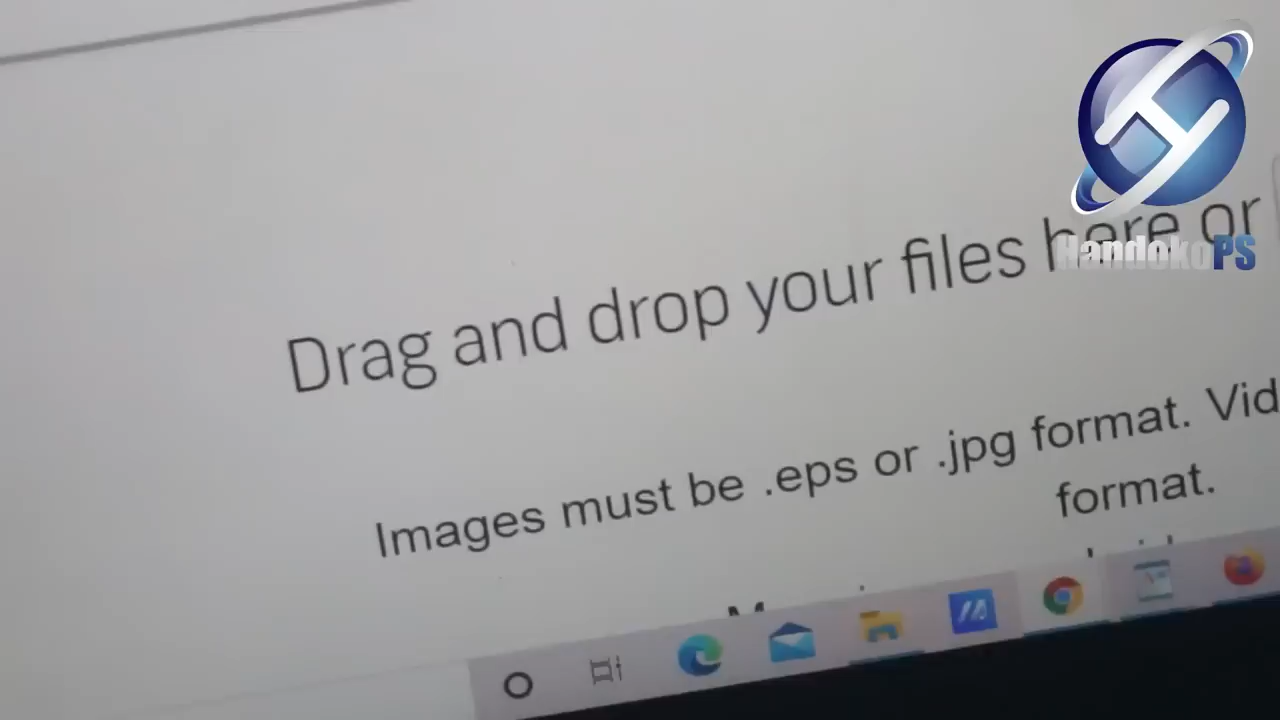 Drag and drop your files here or
HandokoPS
Images must be .eps or .jpg format. Vid
format.